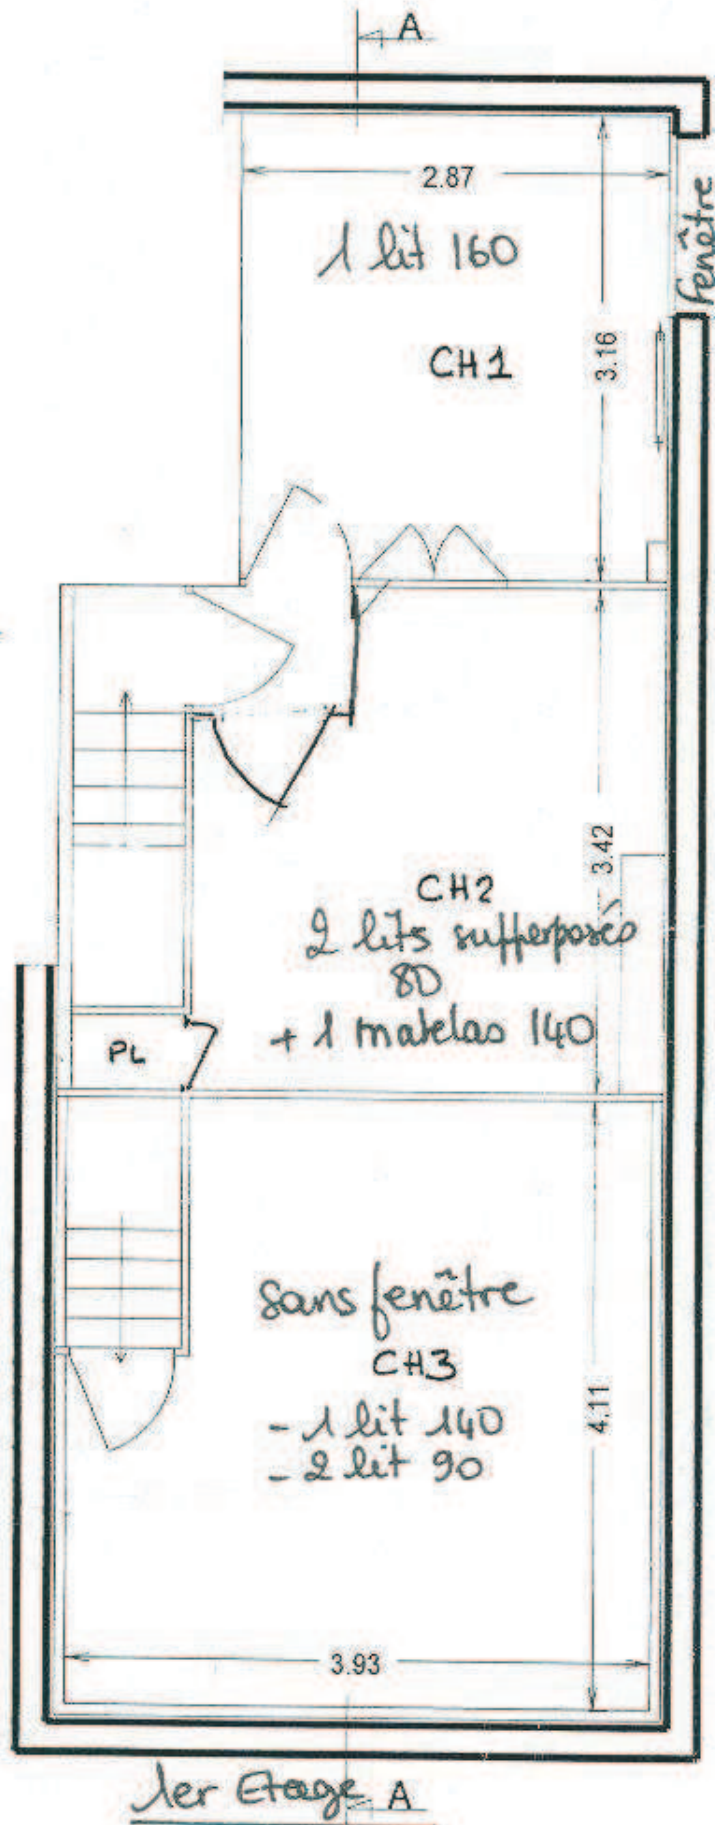 A
2.87
Fenêtre
1 lit 160
3.16
CH1
3.42
CH2
2 lits supperposés
80
+ 1 matelas 140
PL
sans fenêtre
CH3
4.11
- 1 lit 140
- 2 lit 90
3.93
1er Etage
A